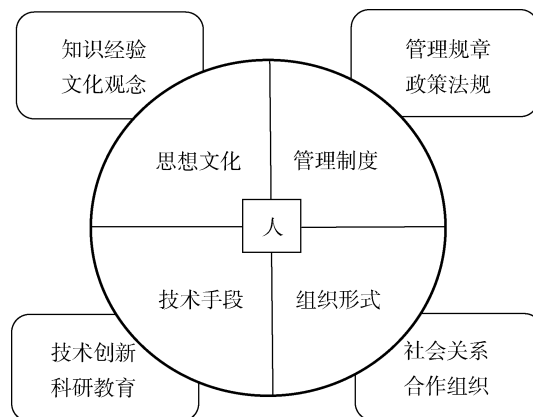 知识经验
文化观念
管理规章
政策法规
思想文化
管理制度
人
技术手段
组织形式
技术创新
科研教育
社会关系
合作组织